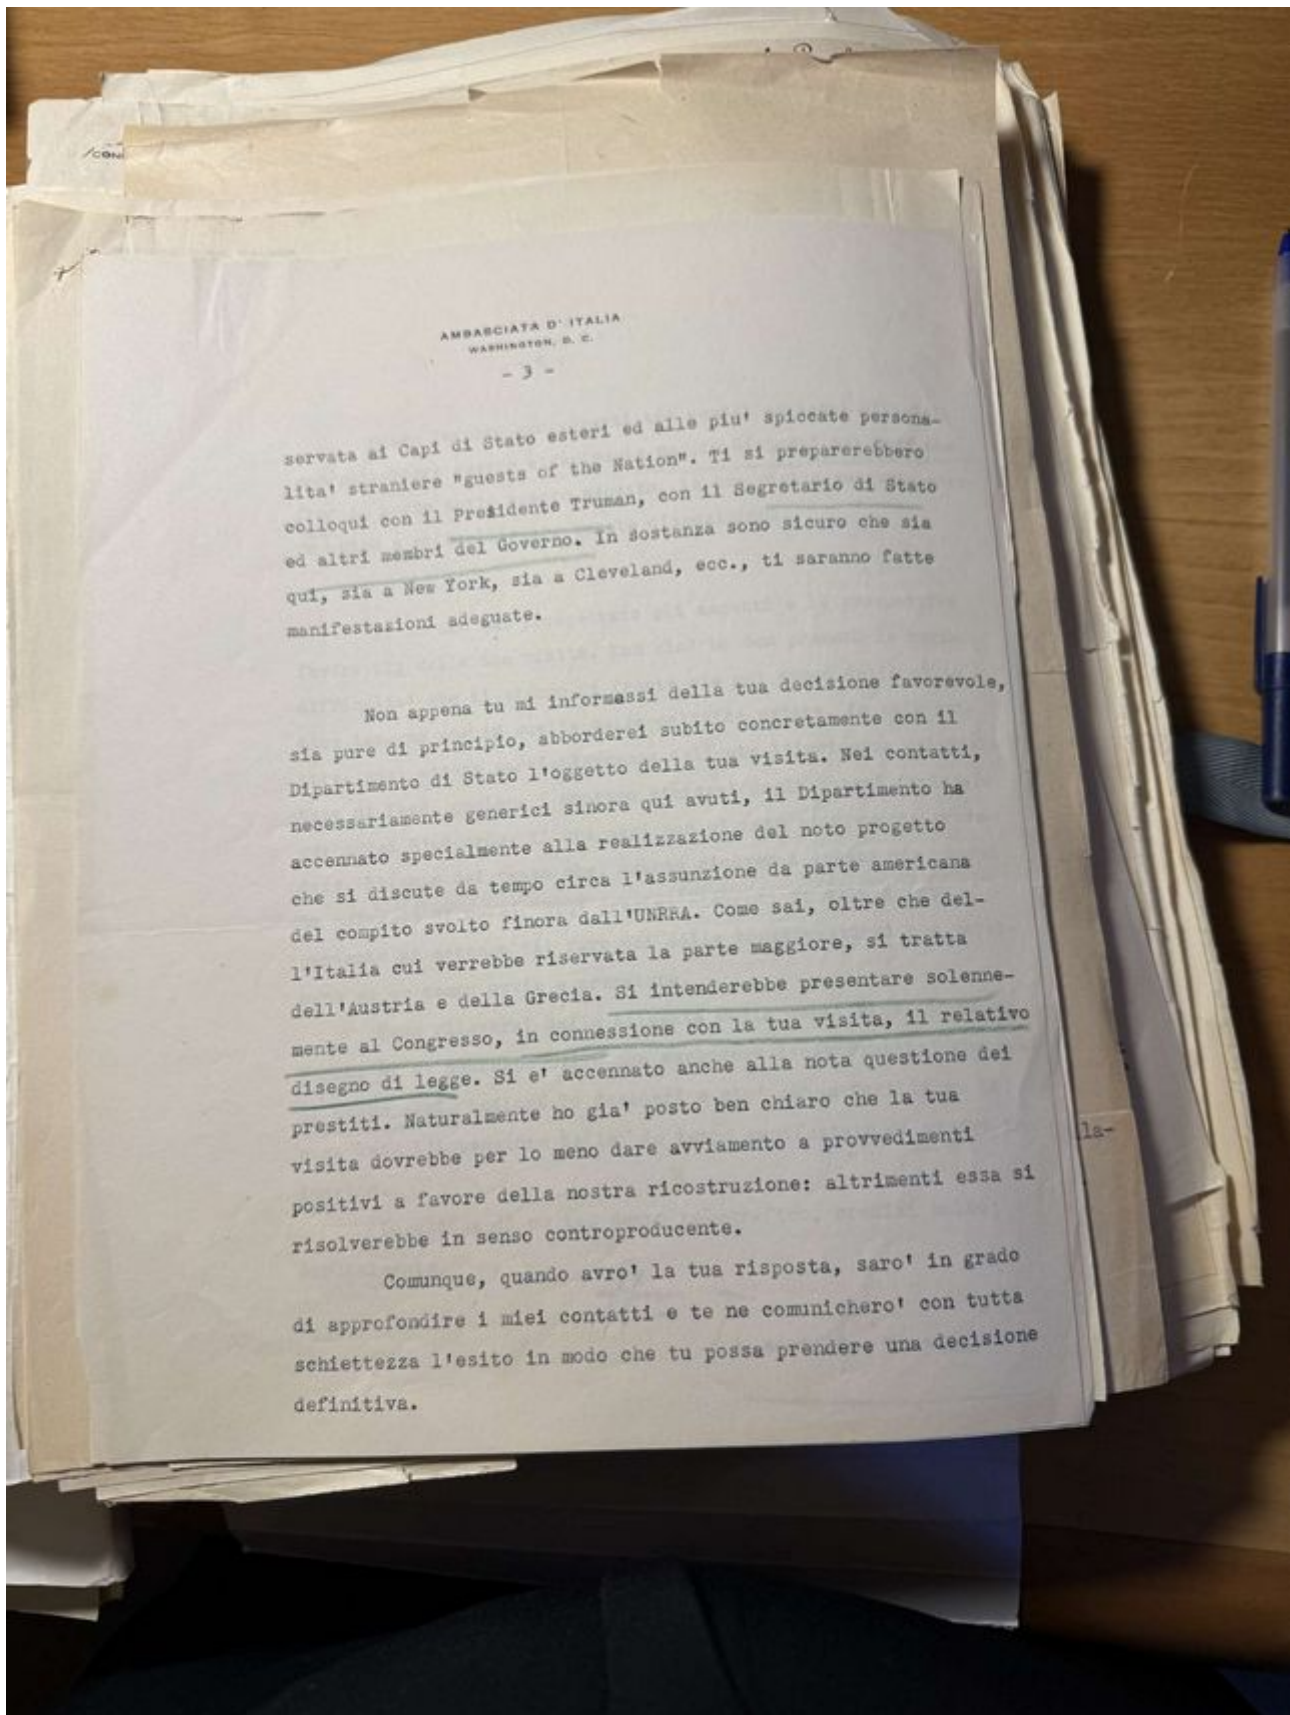 /CON
AMBASCIATA D' ITALIA
WASHINGTON, D. C.
- 3 -
servata ai Capi di Stato esteri ed alle piu' spiccate persona-
lita' straniere "guests of the Nation". Ti si preparerebbero
colloqui con il Presidente Truman, con il Segretario di Stato
ed altri membri del Governo. In sostanza sono sicuro che sia
qui, sia a New York, sia a Cleveland, ecc., ti saranno fatte
manifestazioni adeguate.
Non appena tu mi informassi della tua decisione favorevole,
sia pure di principio, abborderei subito concretamente con il
Dipartimento di Stato l'oggetto della tua visita. Nei contatti,
necessariamente generici sinora qui avuti, il Dipartimento ha
accennato specialmente alla realizzazione del noto progetto
che si discute da tempo circa l'assunzione da parte americana
del compito svolto finora dall'UNRRA. Come sai, oltre che del-
l'Italia cui verrebbe riservata la parte maggiore, si tratta
dell'Austria e della Grecia. Si intenderebbe presentare solenne-
mente al Congresso, in connessione con la tua visita, il relativo
disegno di legge. Si e' accennato anche alla nota questione dei
prestiti. Naturalmente ho gia' posto ben chiaro che la tua
visita dovrebbe per lo meno dare avviamento a provvedimenti
positivi a favore della nostra ricostruzione: altrimenti essa si
risolverebbe in senso controproducente.
Comunque, quando avro' la tua risposta, saro' in grado
di approfondire i miei contatti e te ne comunichero' con tutta
schiettezza l'esito in modo che tu possa prendere una decisione
definitiva.
la-